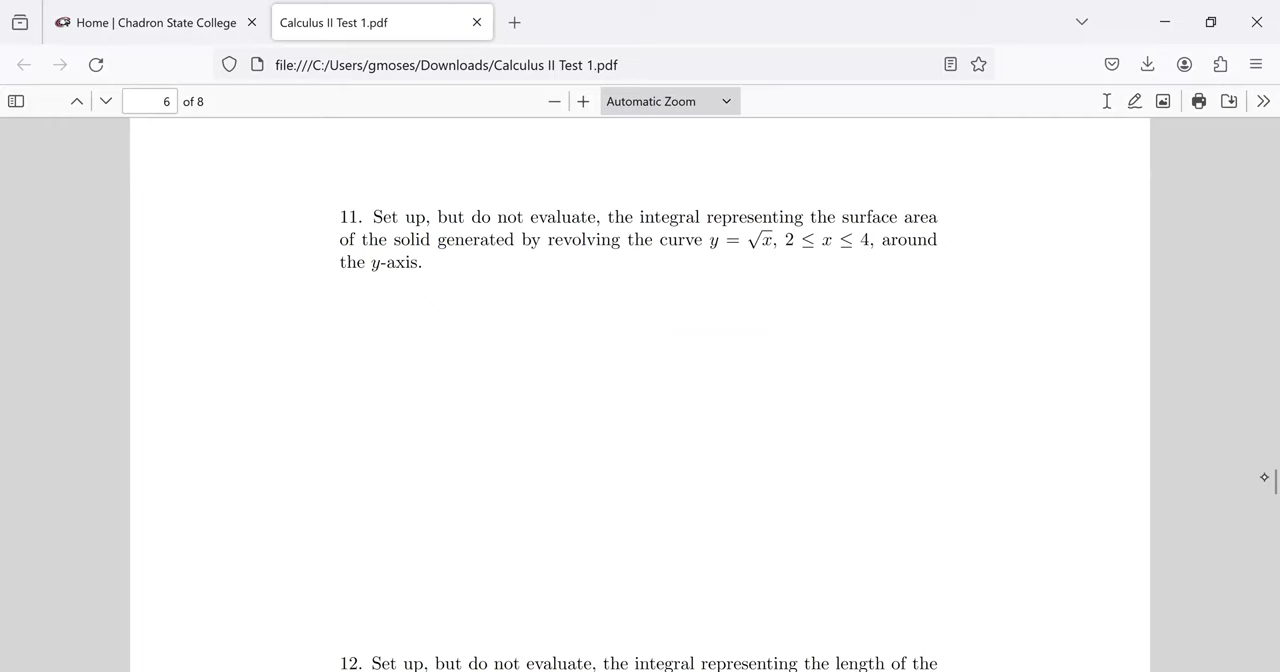 Home | Chadron State College
Calculus II Test 1.pdf
file:///C:/Users/gmoses/Downloads/Calculus II Test 1.pdf
6 of 8
Automatic Zoom
11. Set up, but do not evaluate, the integral representing the surface area
of the solid generated by revolving the curve y = √x, 2 ≤ x ≤ 4, around
the y-axis.
12. Set up, but do not evaluate, the integral representing the length of the